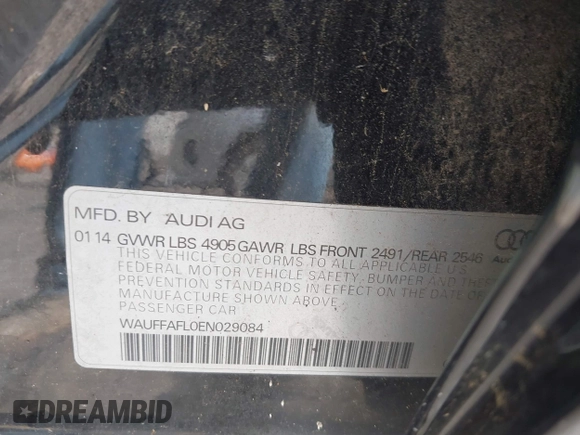 MFD. BY AUDI AG
01 14 GVWR LBS 4905 GAWR LBS FRONT 2491/REAR 2546
THIS VEHICLE CONFORMS TO ALL APPLICABLE U.S.
FEDERAL MOTOR VEHICLE SAFETY, BUMPER AND THEFT
PREVENTION STANDARDS IN EFFECT ON THE DATE OF
MANUFACTURE SHOWN ABOVE.
PASSENGER CAR
WAUFFAFL0EN029084
DREAMBID